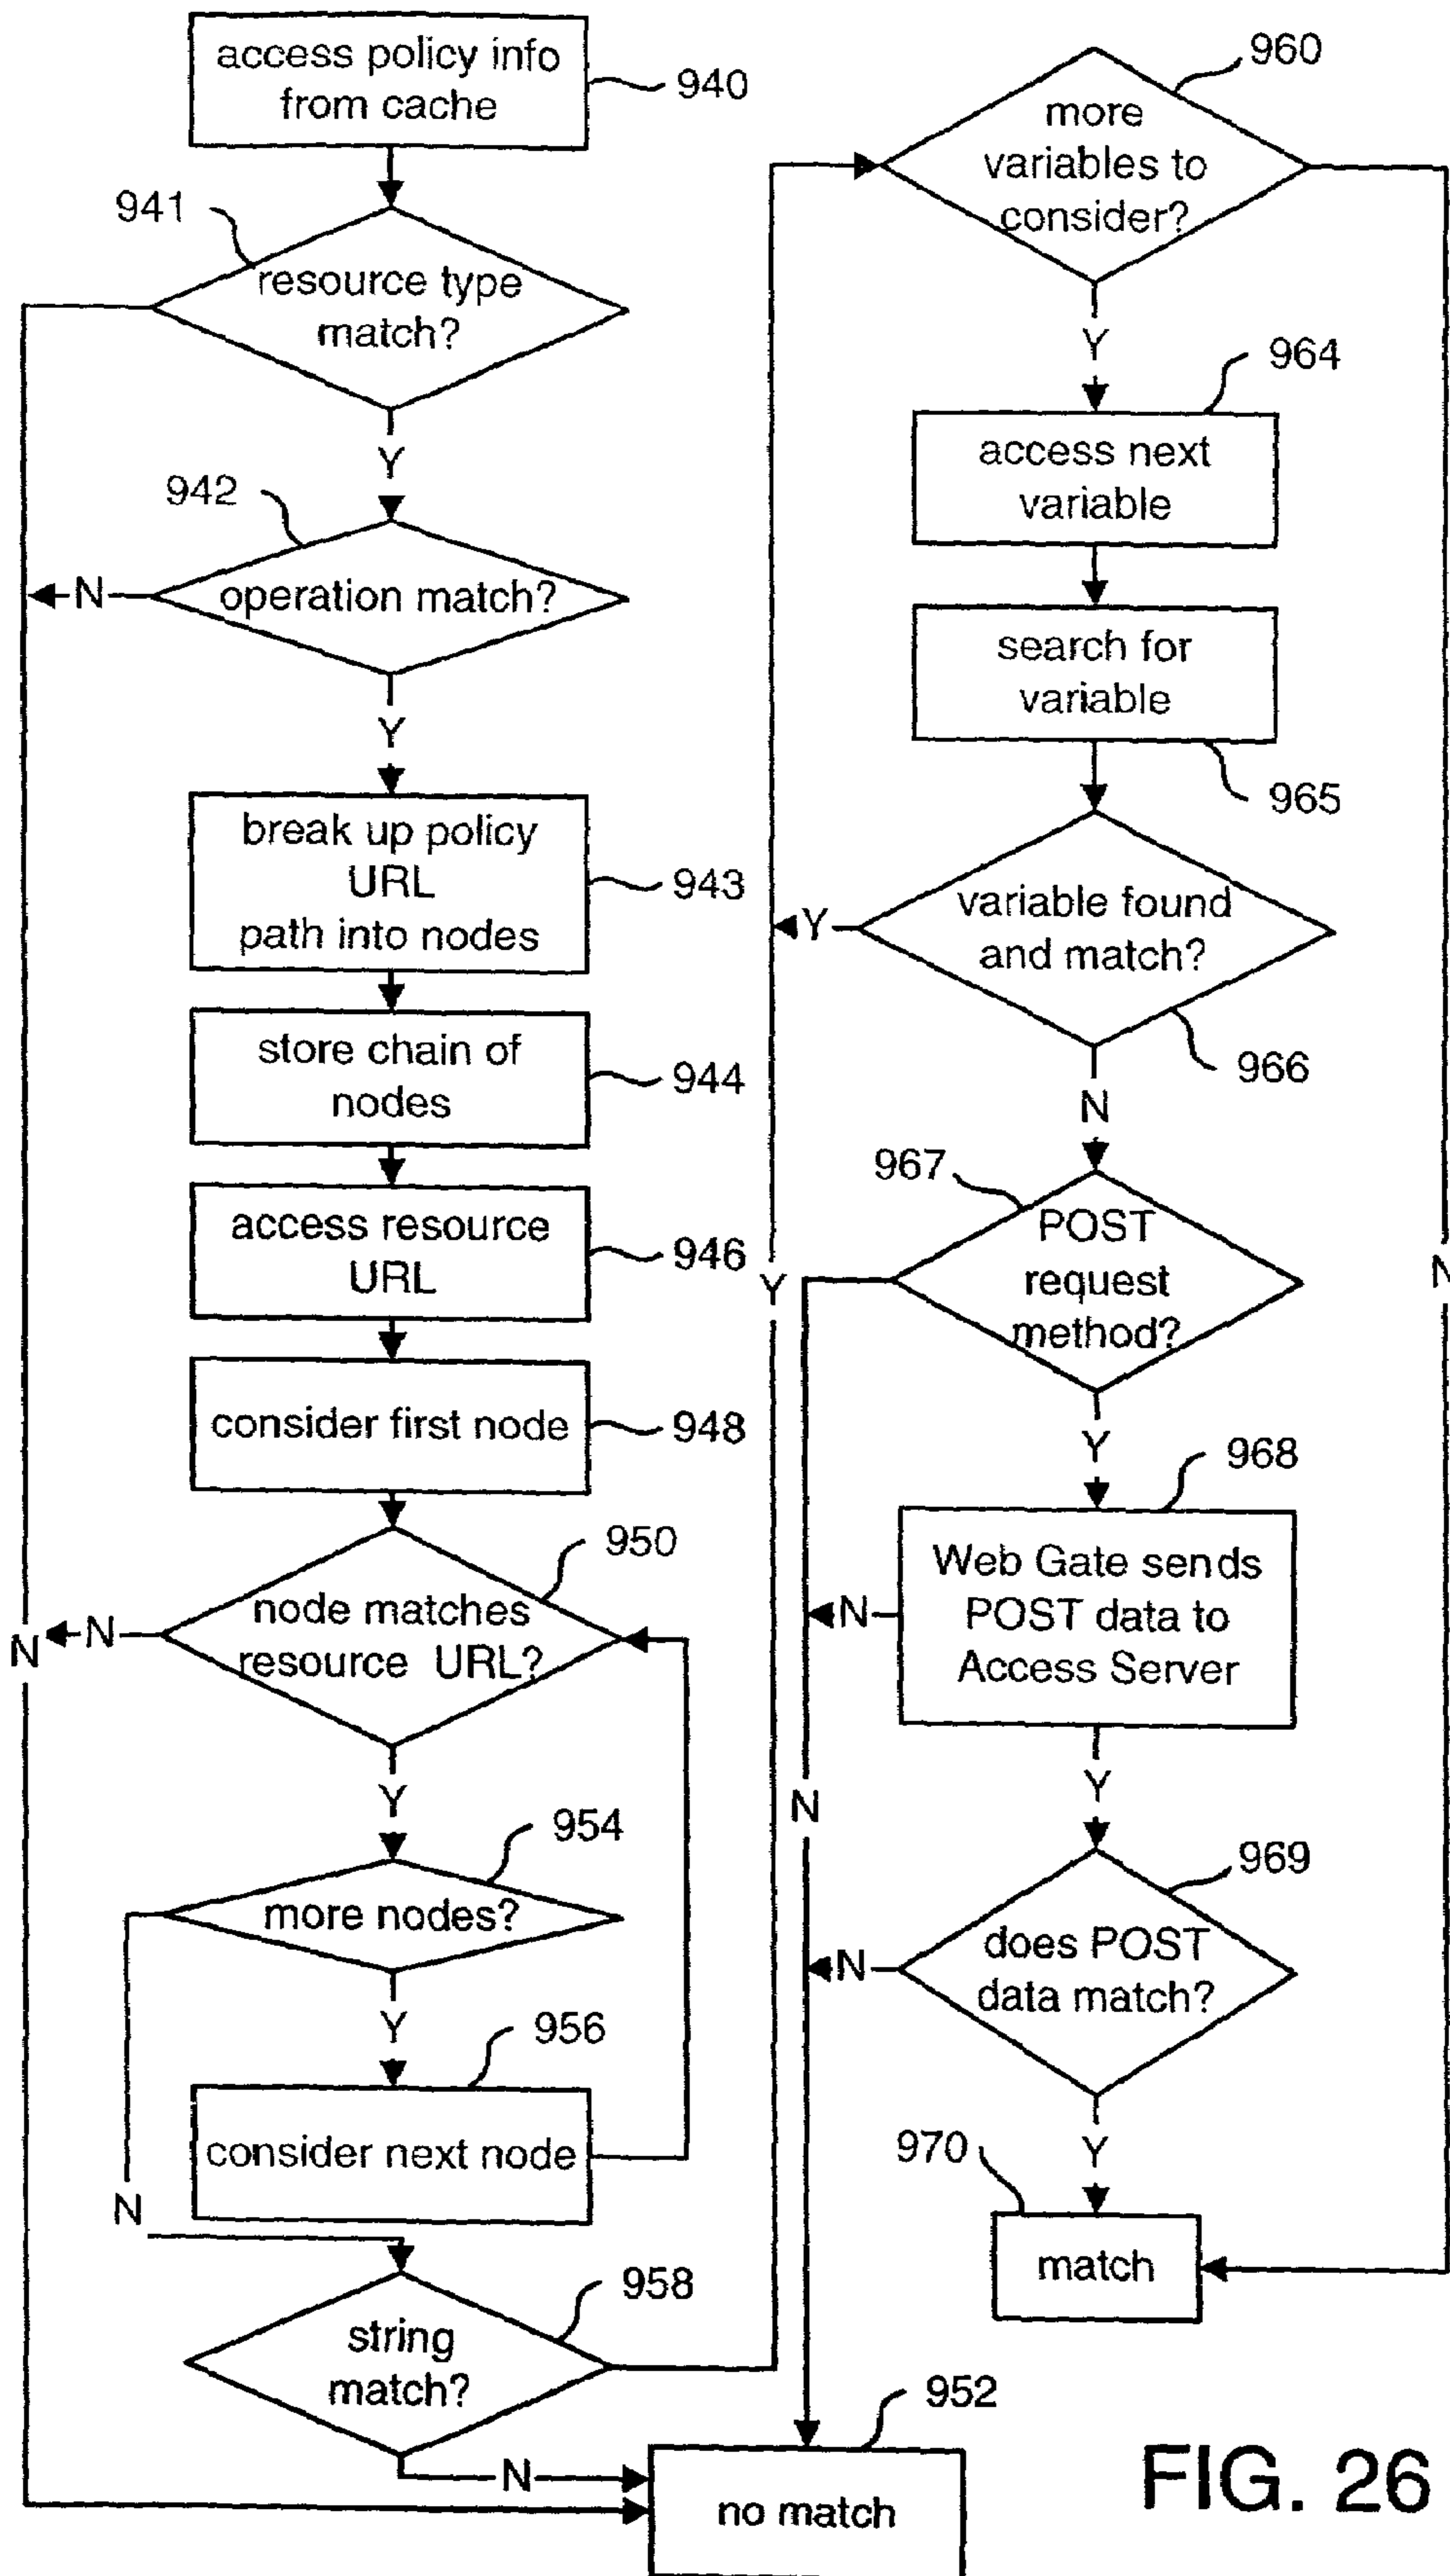 access policy info
from cache
940
941
resource type
match?
Y
942
operation match?
N
Y
break up policy
URL
path into nodes
943
store chain of
nodes
944
access resource
URL
946
consider first node
948
950
node matches
resource URL?
N
N
Y
954
more nodes?
Y
956
consider next node
N
958
string
match?
N
Y
960
more
variables to
consider?
Y
N
964
access next
variable
search for
variable
965
variable found
and match?
Y
966
N
967
POST
request
method?
Y
N
968
Web Gate sends
POST data to
Access Server
N
Y
969
does POST
data match?
N
Y
970
match
952
no match
FIG. 26